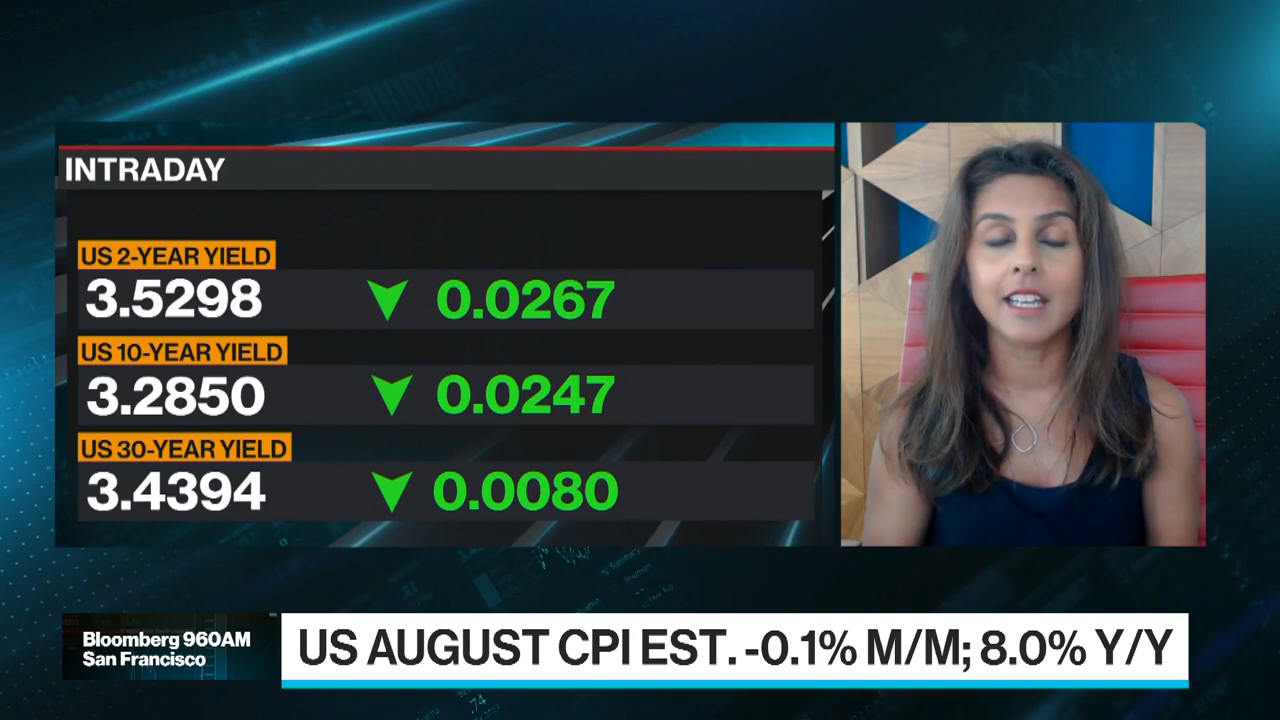 INTRADAY
US 2-YEAR YIELD
3.5298 0.0267
US 10-YEAR YIELD
3.2850 0.0247
US 30-YEAR YIELD
3.4394 0.0080
Bloomberg 960AM
San Francisco
US AUGUST CPI EST. -0.1% M/M; 8.0% Y/Y
.74